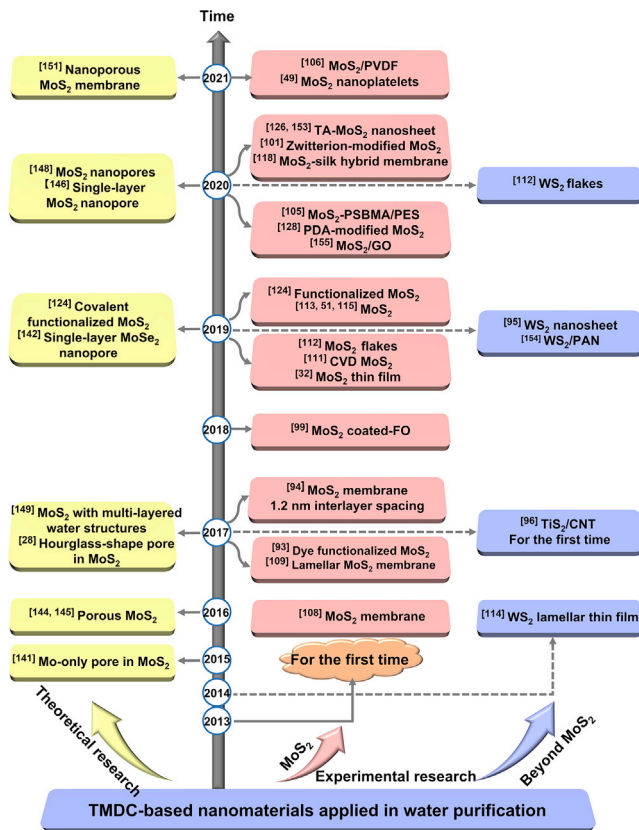 Time
2021
[151] Nanoporous
MoS2 membrane
[106] MoS2/PVDF
[49] MoS2 nanoplatelets
[126, 153] TA-MoS2 nanosheet
[101] Zwitterion-modified MoS2
[118] MoS2-silk hybrid membrane
[148] MoS2 nanopores
[146] Single-layer
MoS2 nanopore
2020
[112] WS2 flakes
[105] MoS2-PSBMA/PES
[128] PDA-modified MoS2
[155] MoS2/GO
[124] Functionalized MoS2
[113, 51, 115] MoS2
[124] Covalent
functionalized MoS2
[142] Single-layer MoSe2
nanopore
2019
[95] WS2 nanosheet
[154] WS2/PAN
[112] MoS2 flakes
[111] CVD MoS2
[32] MoS2 thin film
2018
[99] MoS2 coated-FO
[94] MoS2 membrane
1.2 nm interlayer spacing
[149] MoS2 with multi-layered
water structures
[28] Hourglass-shape pore
in MoS2
2017
[96] TiS2/CNT
For the first time
[93] Dye functionalized MoS2
[109] Lamellar MoS2 membrane
[144, 145] Porous MoS2
2016
[108] MoS2 membrane
[114] WS2 lamellar thin film
[141] Mo-only pore in MoS2
2015
For the first time
2014
2013
Theoretical research
MoS2
Experimental research
Beyond MoS2
TMDC-based nanomaterials applied in water purification